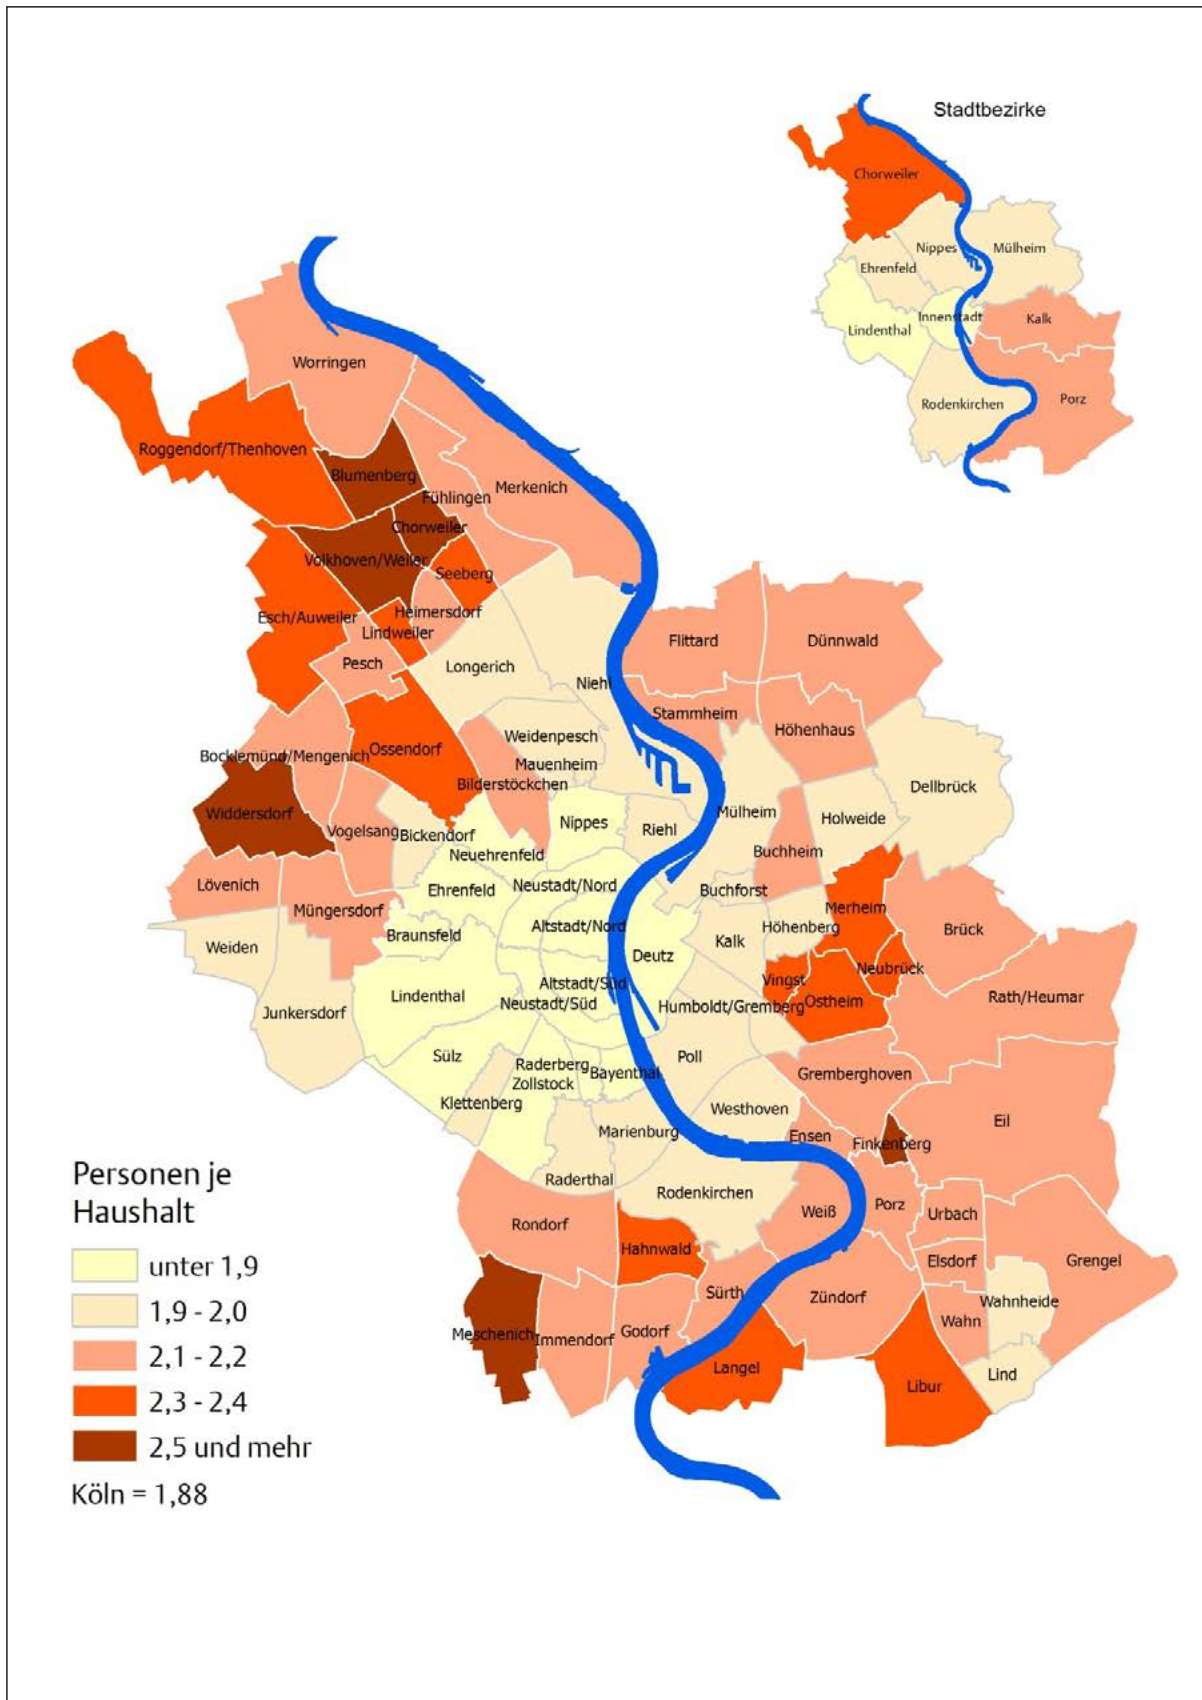 Stadtbezirke
Chorweiler
Nippes
Mülheim
Ehrenfeld
Innenstadt
Kalk
Lindenthal
Rodenkirchen
Porz
Worringen
Roggendorf/Thenhoven
Blumenberg
Fühlingen
Merkenich
Chorweiler
Volkhoven/Weiler
Seeberg
Esch/Auweiler
Heimersdorf
Lindweiler
Pesch
Longerich
Niehl
Flittard
Dünnwald
Stammheim
Höhenhaus
Bocklemünd/Mengenich
Ossendorf
Weidenpesch
Mauenheim
Bilderstöckchen
Dellbrück
Widdersdorf
Vogelsang
Bickendorf
Nippes
Riehl
Mülheim
Holweide
Neuehrenfeld
Buchheim
Lövenich
Ehrenfeld
Neustadt/Nord
Buchforst
Müngersdorf
Merheim
Altstadt/Nord
Höhenberg
Brück
Weiden
Braunsfeld
Deutz
Kalk
Neubrück
Vingst
Altstadt/Süd
Lindenthal
Neustadt/Süd
Humboldt/Gremberg
Ostheim
Rath/Heumar
Junkersdorf
Sülz
Raderberg
Zollstock
Bayenthal
Poll
Gremberghoven
Klettenberg
Westhoven
Eil
Marienburg
Ensen
Finkenberg
Raderthal
Rodenkirchen
Weiß
Porz
Urbach
Rondorf
Hahnwald
Elsdorf
Grengel
Sürth
Zündorf
Wahnheide
Meschenich
Immendorf
Godorf
Wahn
Langel
Libur
Lind
Personen je
Haushalt
unter 1,9
1,9 - 2,0
2,1 - 2,2
2,3 - 2,4
2,5 und mehr
Köln = 1,88